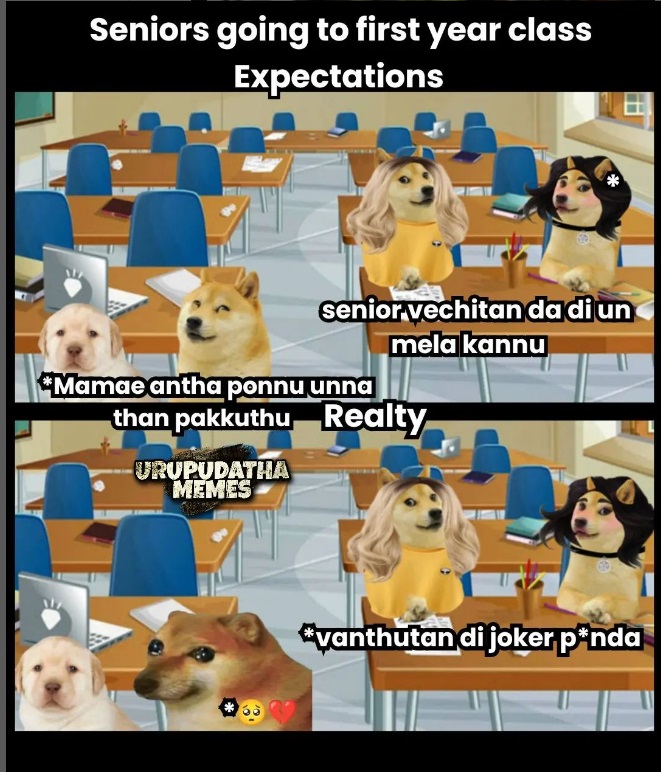 Seniors going to first year class
Expectations
*
senior vechitan da di un
mela kannu
*Mamae antha ponnu unna
than pakkuthu
Realty
URUPUDATHA
MEMES
*vanthutan di joker p*nda
*🥺💔